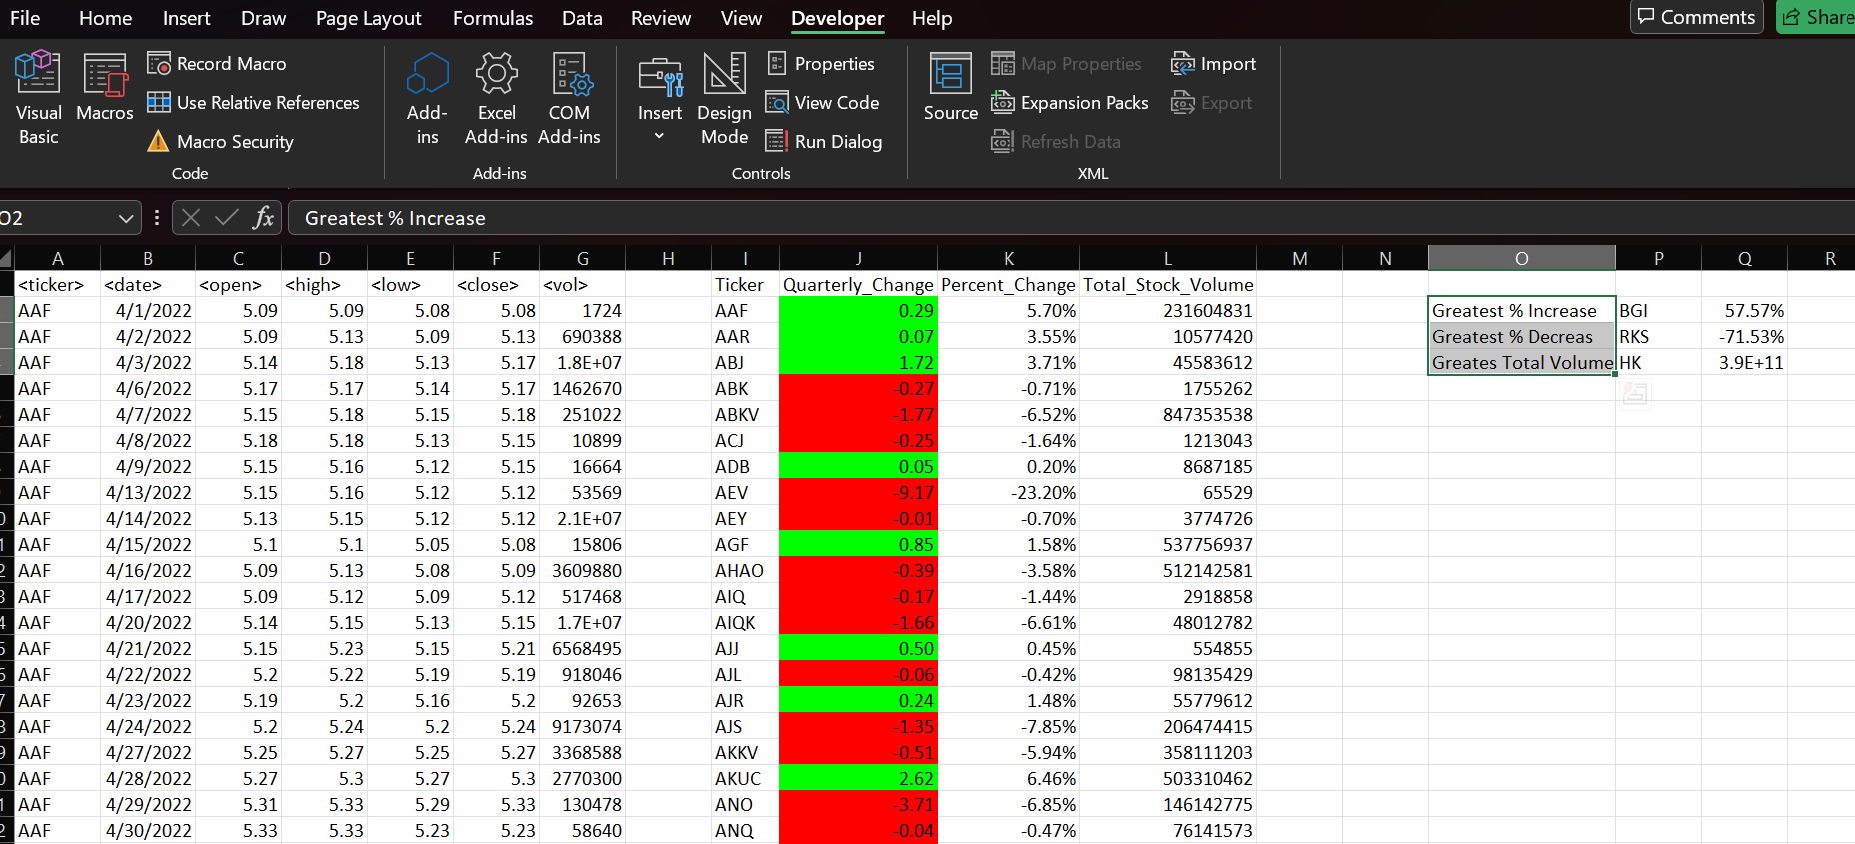 File Home Insert Draw Page Layout Formulas Data Review View Developer Help Comments Share
Visual Basic
Macros
Record Macro
Use Relative References
Macro Security
Code
Add-ins
Excel Add-ins
COM Add-ins
Add-ins
Insert
Design Mode
Properties
View Code
Run Dialog
Controls
Source
Map Properties
Expansion Packs
Refresh Data
Import
Export
XML
O2 fx Greatest % Increase
A B C D E F G H I J K L M N O P Q R
<ticker> <date> <open> <high> <low> <close> <vol> Ticker Quarterly_Change Percent_Change Total_Stock_Volume
AAF 4/1/2022 5.09 5.09 5.08 5.08 1724 AAF 0.29 5.70% 231604831 Greatest % Increase BGI 57.57%
AAF 4/2/2022 5.09 5.13 5.09 5.13 690388 AAR 0.07 3.55% 10577420 Greatest % Decreas RKS -71.53%
AAF 4/3/2022 5.14 5.18 5.13 5.17 1.8E+07 ABJ 1.72 3.71% 45583612 Greates Total Volume HK 3.9E+11
AAF 4/6/2022 5.17 5.17 5.14 5.17 1462670 ABK -0.27 -0.71% 1755262
AAF 4/7/2022 5.15 5.18 5.15 5.18 251022 ABKV -1.77 -6.52% 847353538
AAF 4/8/2022 5.18 5.18 5.13 5.15 10899 ACJ -0.25 -1.64% 1213043
AAF 4/9/2022 5.15 5.16 5.12 5.15 16664 ADB 0.05 0.20% 8687185
AAF 4/13/2022 5.15 5.16 5.12 5.12 53569 AEV -9.17 -23.20% 65529
AAF 4/14/2022 5.13 5.15 5.12 5.12 2.1E+07 AEY -0.01 -0.70% 3774726
AAF 4/15/2022 5.1 5.1 5.05 5.08 15806 AGF 0.85 1.58% 537756937
AAF 4/16/2022 5.09 5.13 5.08 5.09 3609880 AHAO -0.39 -3.58% 512142581
AAF 4/17/2022 5.09 5.12 5.09 5.12 517468 AIQ -0.17 -1.44% 2918858
AAF 4/20/2022 5.14 5.15 5.13 5.15 1.7E+07 AIQK -1.66 -6.61% 48012782
AAF 4/21/2022 5.15 5.23 5.15 5.21 6568495 AJJ 0.50 0.45% 554855
AAF 4/22/2022 5.2 5.22 5.19 5.19 918046 AJL -0.06 -0.42% 98135429
AAF 4/23/2022 5.19 5.2 5.16 5.2 92653 AJR 0.24 1.48% 55779612
AAF 4/24/2022 5.2 5.24 5.2 5.24 9173074 AJS -1.35 -7.85% 206474415
AAF 4/27/2022 5.25 5.27 5.25 5.27 3368588 AKKV -0.51 -5.94% 358111203
AAF 4/28/2022 5.27 5.3 5.27 5.3 2770300 AKUC 2.62 6.46% 503310462
AAF 4/29/2022 5.31 5.33 5.29 5.33 130478 ANO -3.71 -6.85% 146142775
AAF 4/30/2022 5.33 5.33 5.23 5.23 58640 ANQ -0.04 -0.47% 76141573